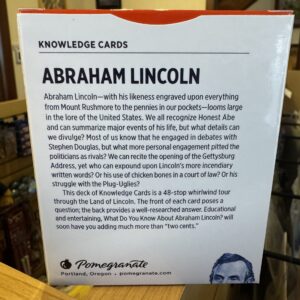 KNOWLEDGE CARDS
ABRAHAM LINCOLN
Abraham Lincoln—with his likeness engraved upon everything
from Mount Rushmore to the pennies in our pockets—looms large
in the lore of the United States. We all recognize Honest Abe
and can summarize major events of his life, but what details can
we divulge? Most of us know that he engaged in debates with
Stephen Douglas, but what more personal engagement pitted the
politicians as rivals? We can recite the opening of the Gettysburg
Address, yet who can expound upon Lincoln's more incendiary
written words? Or his use of chicken bones in a court of law? Or his
struggle with the Plug-Uglies?
This deck of Knowledge Cards is a 48-stop whirlwind tour
through the Land of Lincoln. The front of each card poses a
question; the back provides a well-researched answer. Educational
and entertaining, What Do You Know About Abraham Lincoln? will
soon have you adding much more than "two cents."
Pomegranate
Portland, Oregon • pomegranate.com